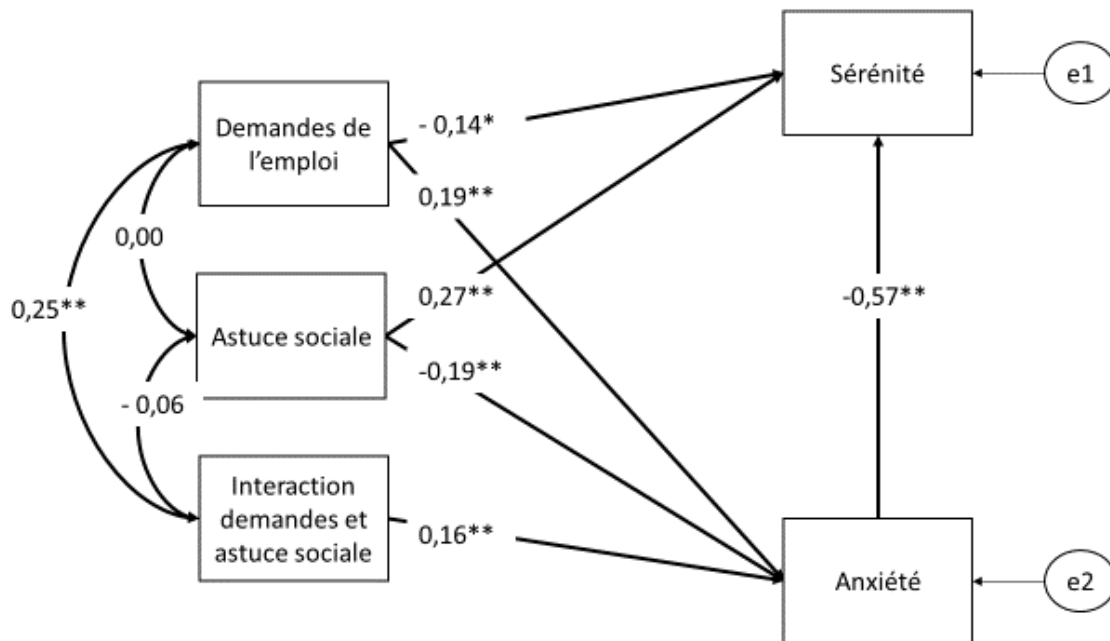 Sérénité
e1
Demandes de
l'emploi
- 0,14*
0,19**
0,00
0,25**
Astuce sociale
0,27**
-0,19**
-0,57**
- 0,06
Interaction
demandes et
astuce sociale
0,16**
Anxiété
e2